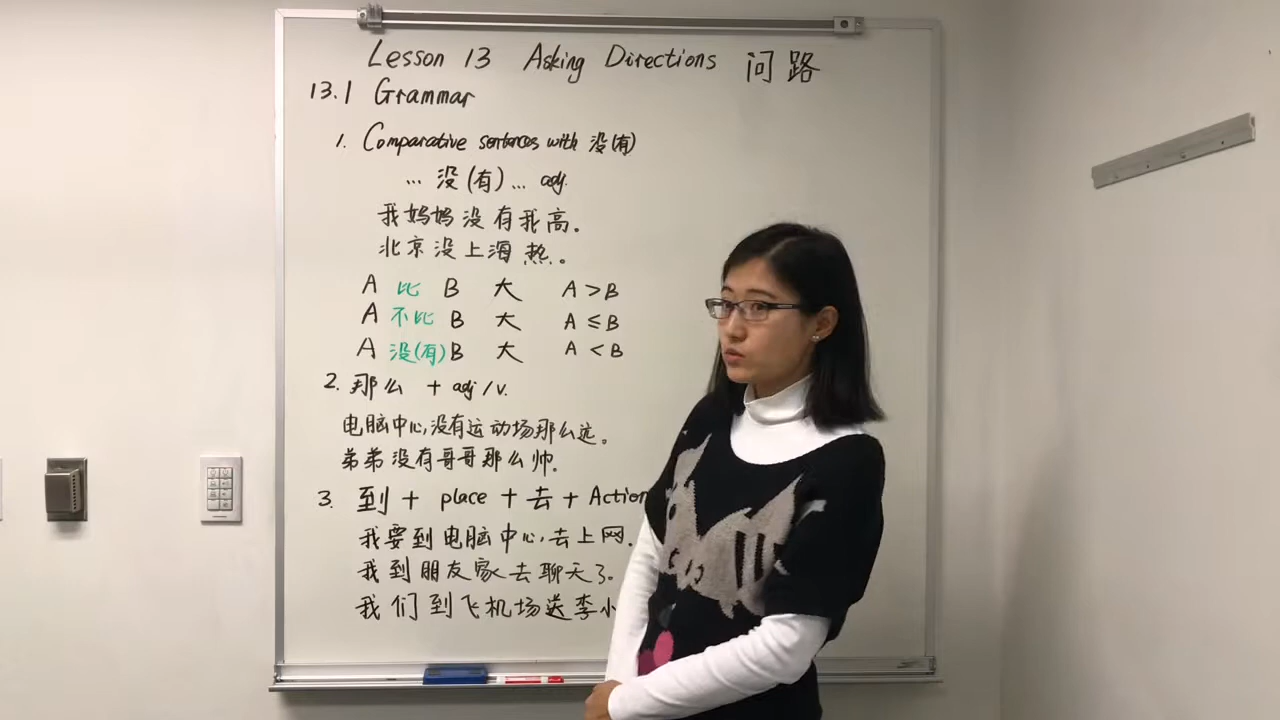 Lesson 13 Asking Directions 问路
13.1 Grammar
1. Comparative sentences with 没(有)
… 没(有)… adj.
我妈妈没有我高。
北京没上海热。
A 比 B 大 A > B
A 不比 B 大 A ≤ B
A 没(有) B 大 A < B
2. 那么 + adj / v.
电脑中心没有运动场那么远。
弟弟没有哥哥那么帅.
3. 到 + place + 去 + Action
我要到电脑中心去上网.
我到朋友家去聊天了.
我们到飞机场送李小